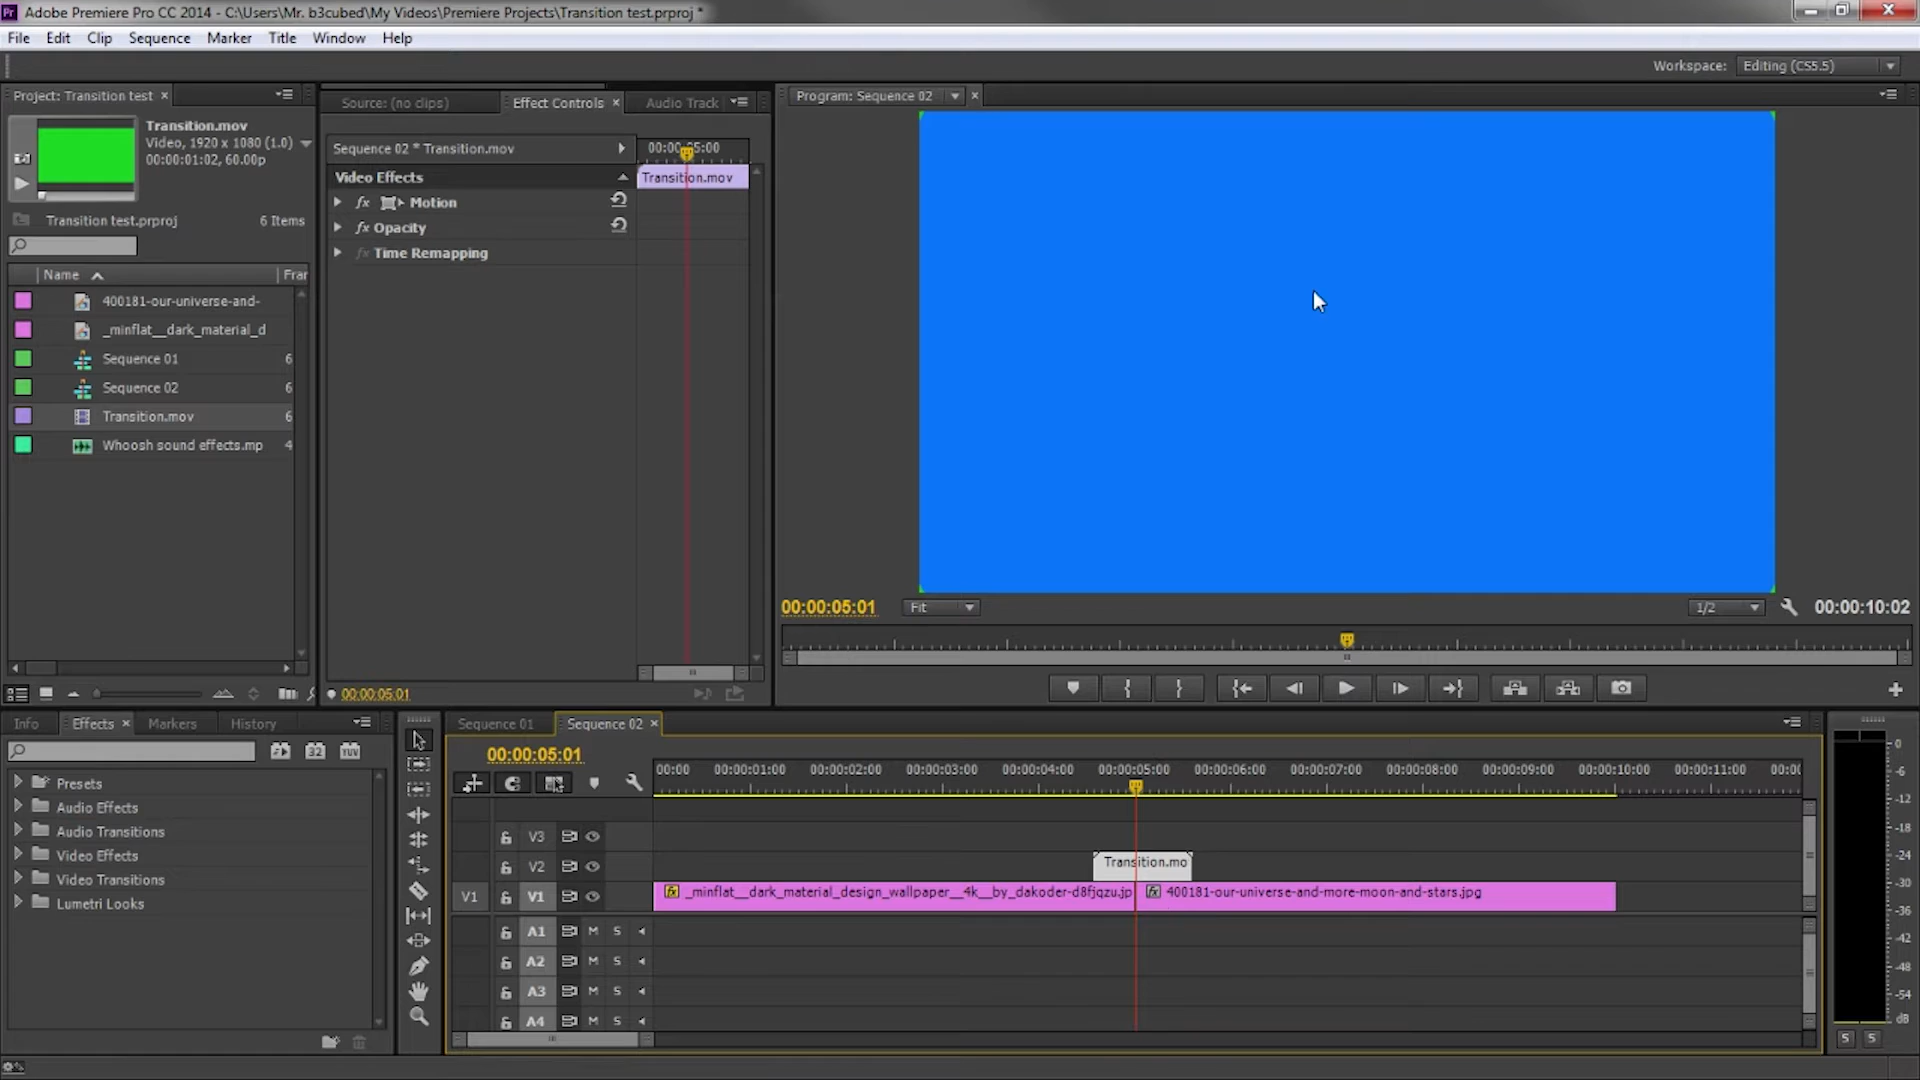 Pr Adobe Premiere Pro CC 2014 - C:\Users\Mr. b3cubed\My Videos\Premiere Projects\Transition test.prproj *
File Edit Clip Sequence Marker Title Window Help
Workspace: Editing (CS5.5)
Project: Transition test ×
Transition.mov
Video, 1920 x 1080 (1.0)
00:00:01:02, 60.00p
Transition test.prproj 6 Items
Name Frar
400181-our-universe-and-
_minflat__dark_material_d
Sequence 01 6
Sequence 02 6
Transition.mov 6
Whoosh sound effects.mp 4
Source: (no clips) Effect Controls × Audio Track
Sequence 02 * Transition.mov 00:00:05:00
Video Effects Transition.mov
fx Motion
fx Opacity
fx Time Remapping
00:00:05:01
Program: Sequence 02 ×
00:00:05:01 Fit 1/2 00:00:10:02
Info Effects × Markers History
32 YUV
Presets
Audio Effects
Audio Transitions
Video Effects
Video Transitions
Lumetri Looks
Sequence 01 Sequence 02 ×
00:00:05:01
00:00 00:00:01:00 00:00:02:00 00:00:03:00 00:00:04:00 00:00:05:00 00:00:06:00 00:00:07:00 00:00:08:00 00:00:09:00 00:00:10:00 00:00:11:00 00:00
V3
V2 Transition.mo
V1 V1 fx _minflat__dark_material_design_wallpaper__4k__by_dakoder-d8fjqzu.jp fx 400181-our-universe-and-more-moon-and-stars.jpg
A1 M S
A2 M S
A3 M S
A4 M S
0
-6
-12
-18
-24
-30
-36
-42
-48
-54
dB
S S